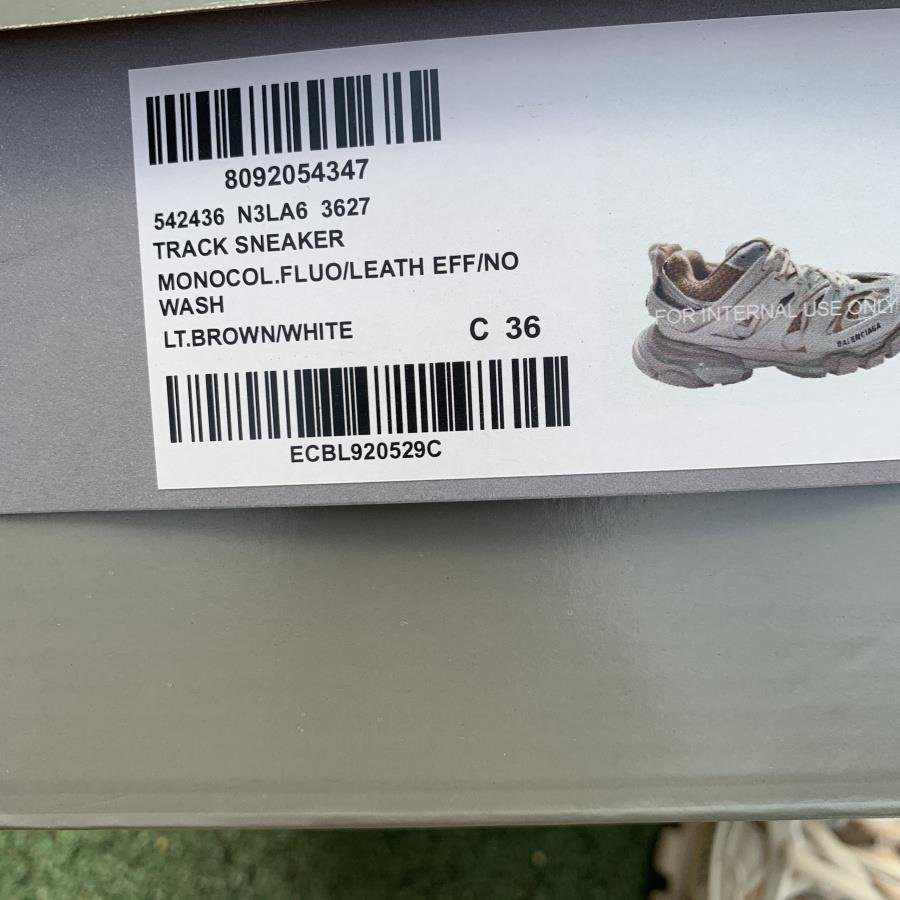 8092054347
542436 N3LA6 3627
TRACK SNEAKER
MONOCOL.FLUO/LEATH EFF/NO
WASH
LT.BROWN/WHITE C 36
ECBL920529C
FOR INTERNAL USE ONLY
BALENCIAGA